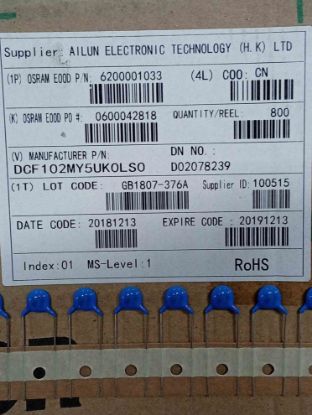 Supplier: AILUN ELECTRONIC TECHNOLOGY (H.K) LTD
(1P) OSRAM EOOD P/N: 6200001033 (4L) COO: CN
(K) OSRAM EOOD PO #: 0600042818 QUANTITY/REEL: 800
(V) MANUFACTURER P/N: DN NO.:
DCF102MY5UK0LS0 D02078239
(1T) LOT CODE: GB1807-376A Supplier ID: 100515
DATE CODE: 20181213 EXPIRE CODE: 20191213
Index:01 MS-Level:1 RoHS